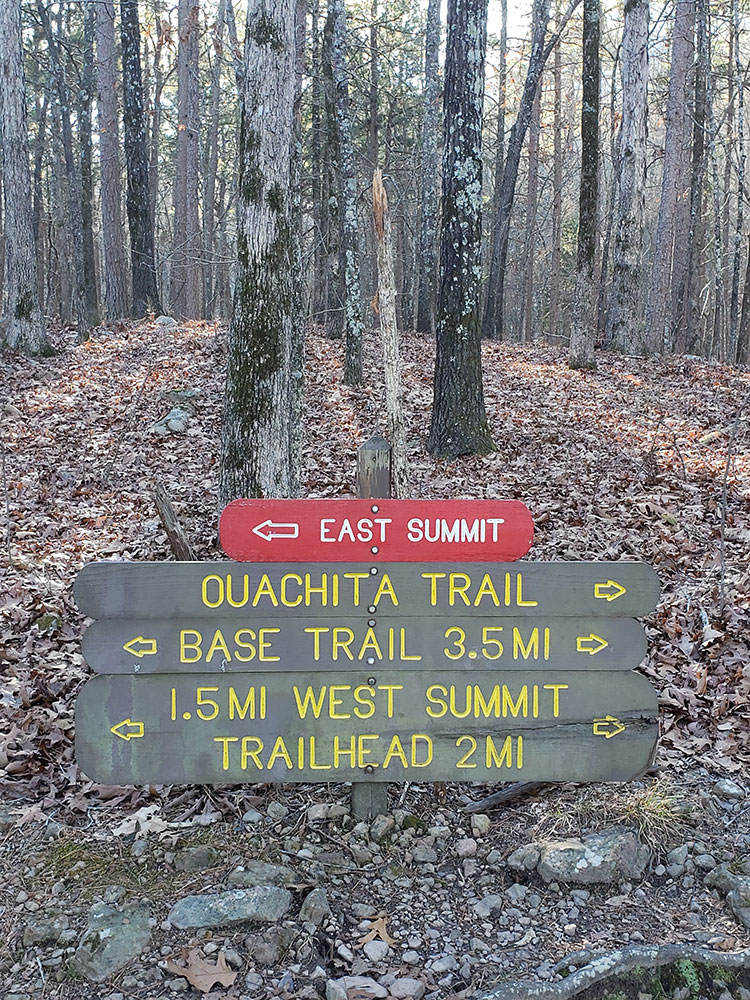 EAST SUMMIT
OUACHITA TRAIL
BASE TRAIL 3.5 MI
1.5 MI WEST SUMMIT
TRAILHEAD 2 MI